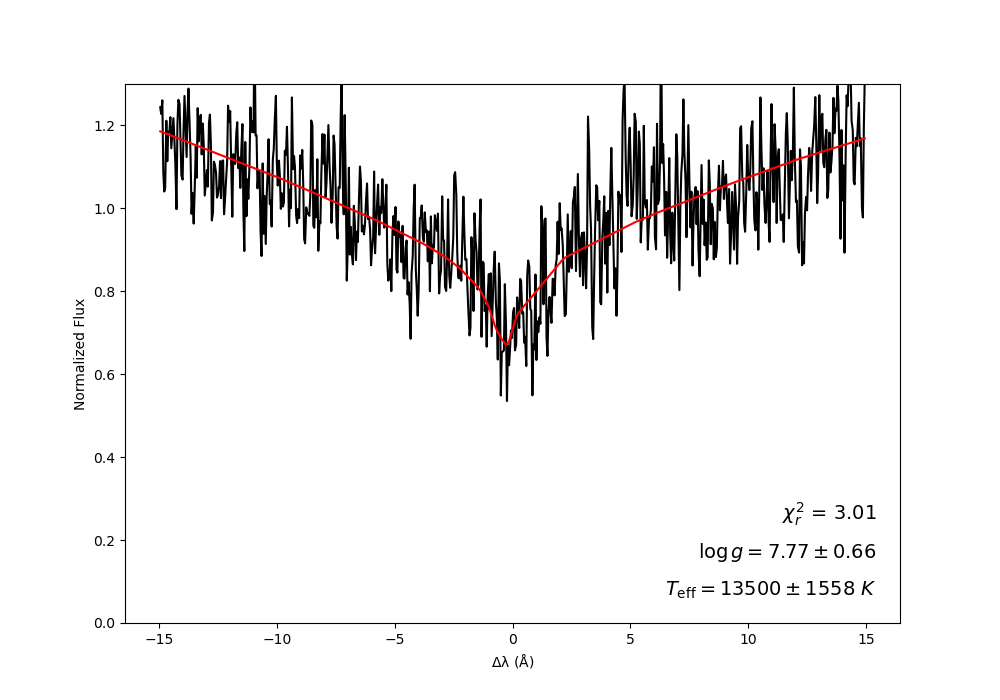 1.2
1.0
0.8
0.6
0.4
0.2
0.0
Normalized Flux
χ²ᵣ = 3.01
log g = 7.77 ± 0.66
T_eff = 13500 ± 1558 K
−15 −10 −5 0 5 10 15
Δλ (Å)